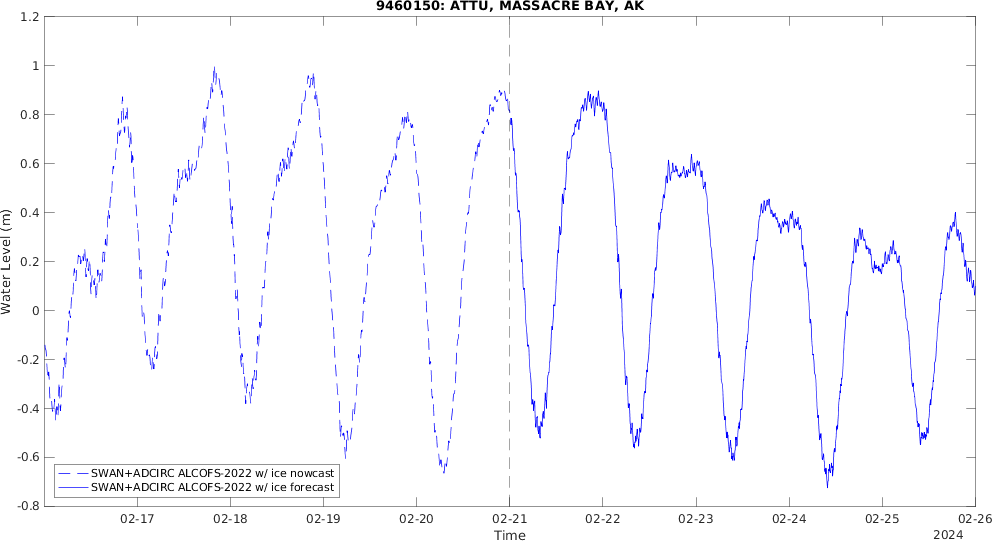 9460150: ATTU, MASSACRE BAY, AK
1.2
1
0.8
0.6
0.4
0.2
0
-0.2
-0.4
-0.6
-0.8
Water Level (m)
SWAN+ADCIRC ALCOFS-2022 w/ ice nowcast
SWAN+ADCIRC ALCOFS-2022 w/ ice forecast
02-17 02-18 02-19 02-20 02-21 02-22 02-23 02-24 02-25 02-26
Time
2024